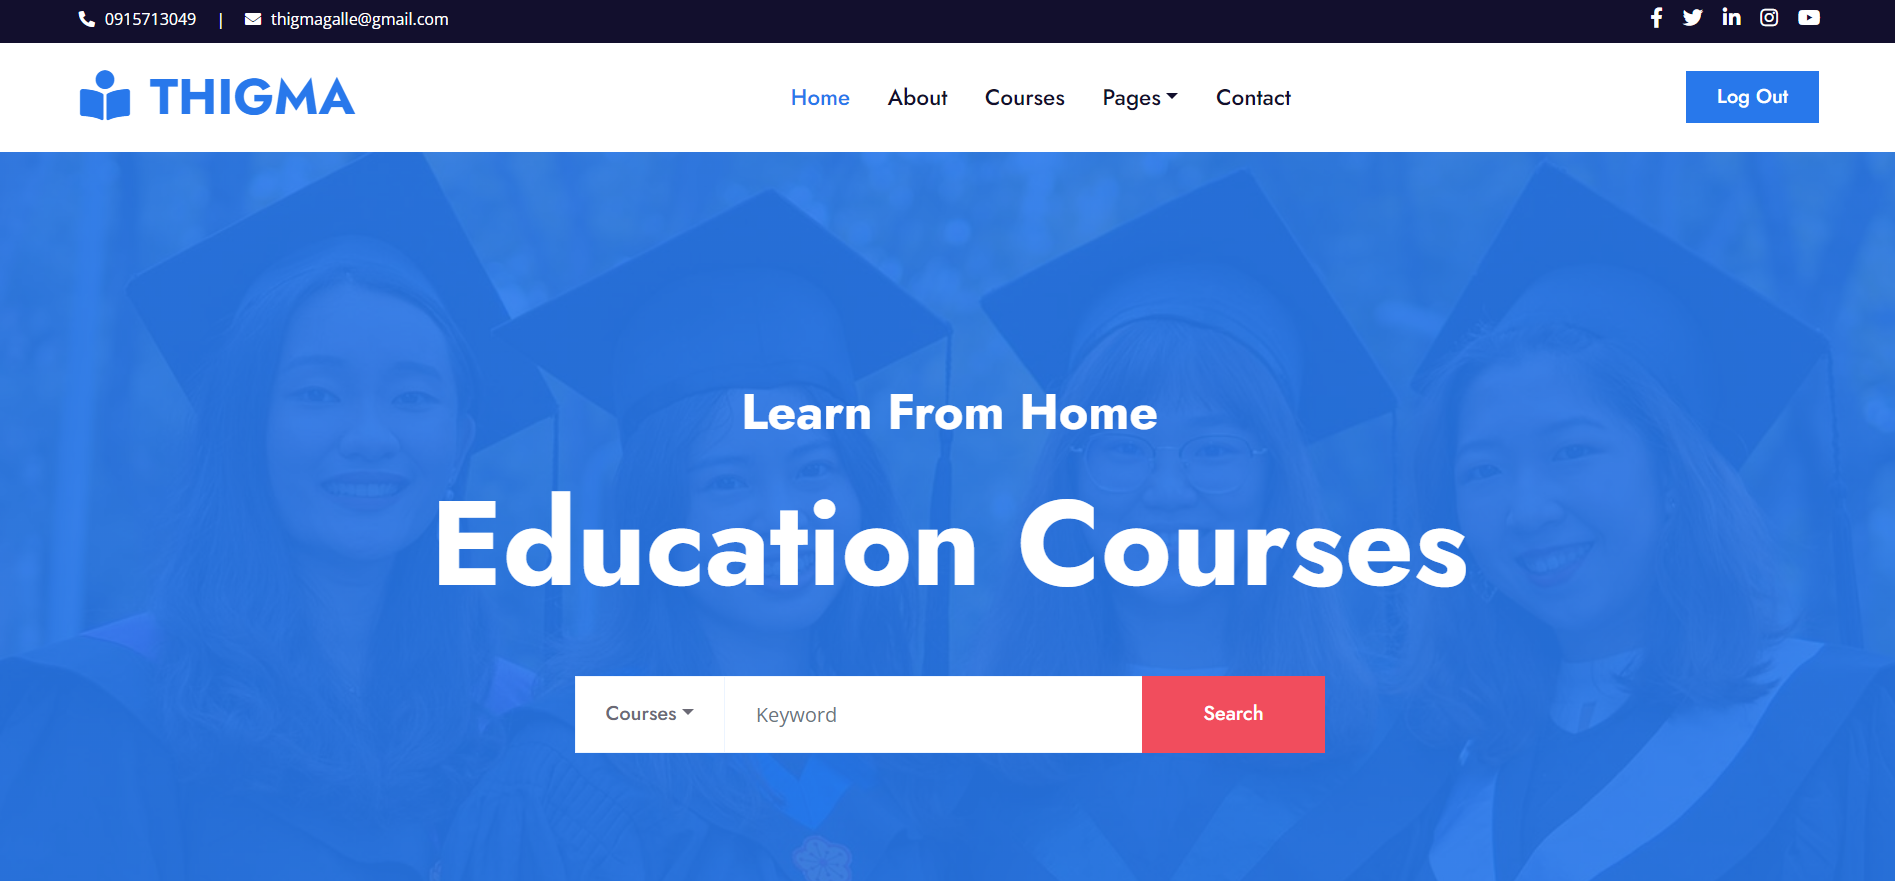 0915713049 | thigmagalle@gmail.com
THIGMA
Home About Courses Pages Contact
Log Out
Learn From Home
Education Courses
Courses Keyword Search